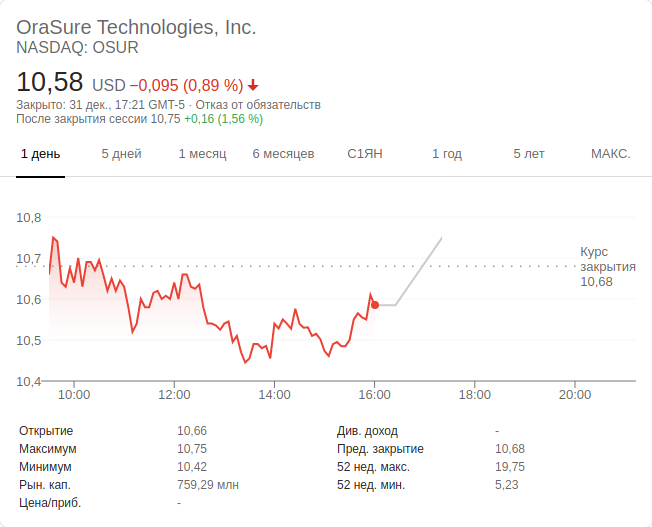 OraSure Technologies, Inc.
NASDAQ: OSUR
10,58 USD −0,095 (0,89 %)
Закрыто: 31 дек., 17:21 GMT-5 · Отказ от обязательств
После закрытия сессии 10,75 +0,16 (1,56 %)
1 день 5 дней 1 месяц 6 месяцев С1ЯН 1 год 5 лет МАКС.
10,8
10,7
10,6
10,5
10,4
Курс
закрытия
10,68
10:00 12:00 14:00 16:00 18:00 20:00
Открытие 10,66 Див. доход -
Максимум 10,75 Пред. закрытие 10,68
Минимум 10,42 52 нед. макс. 19,75
Рын. кап. 759,29 млн 52 нед. мин. 5,23
Цена/приб. -